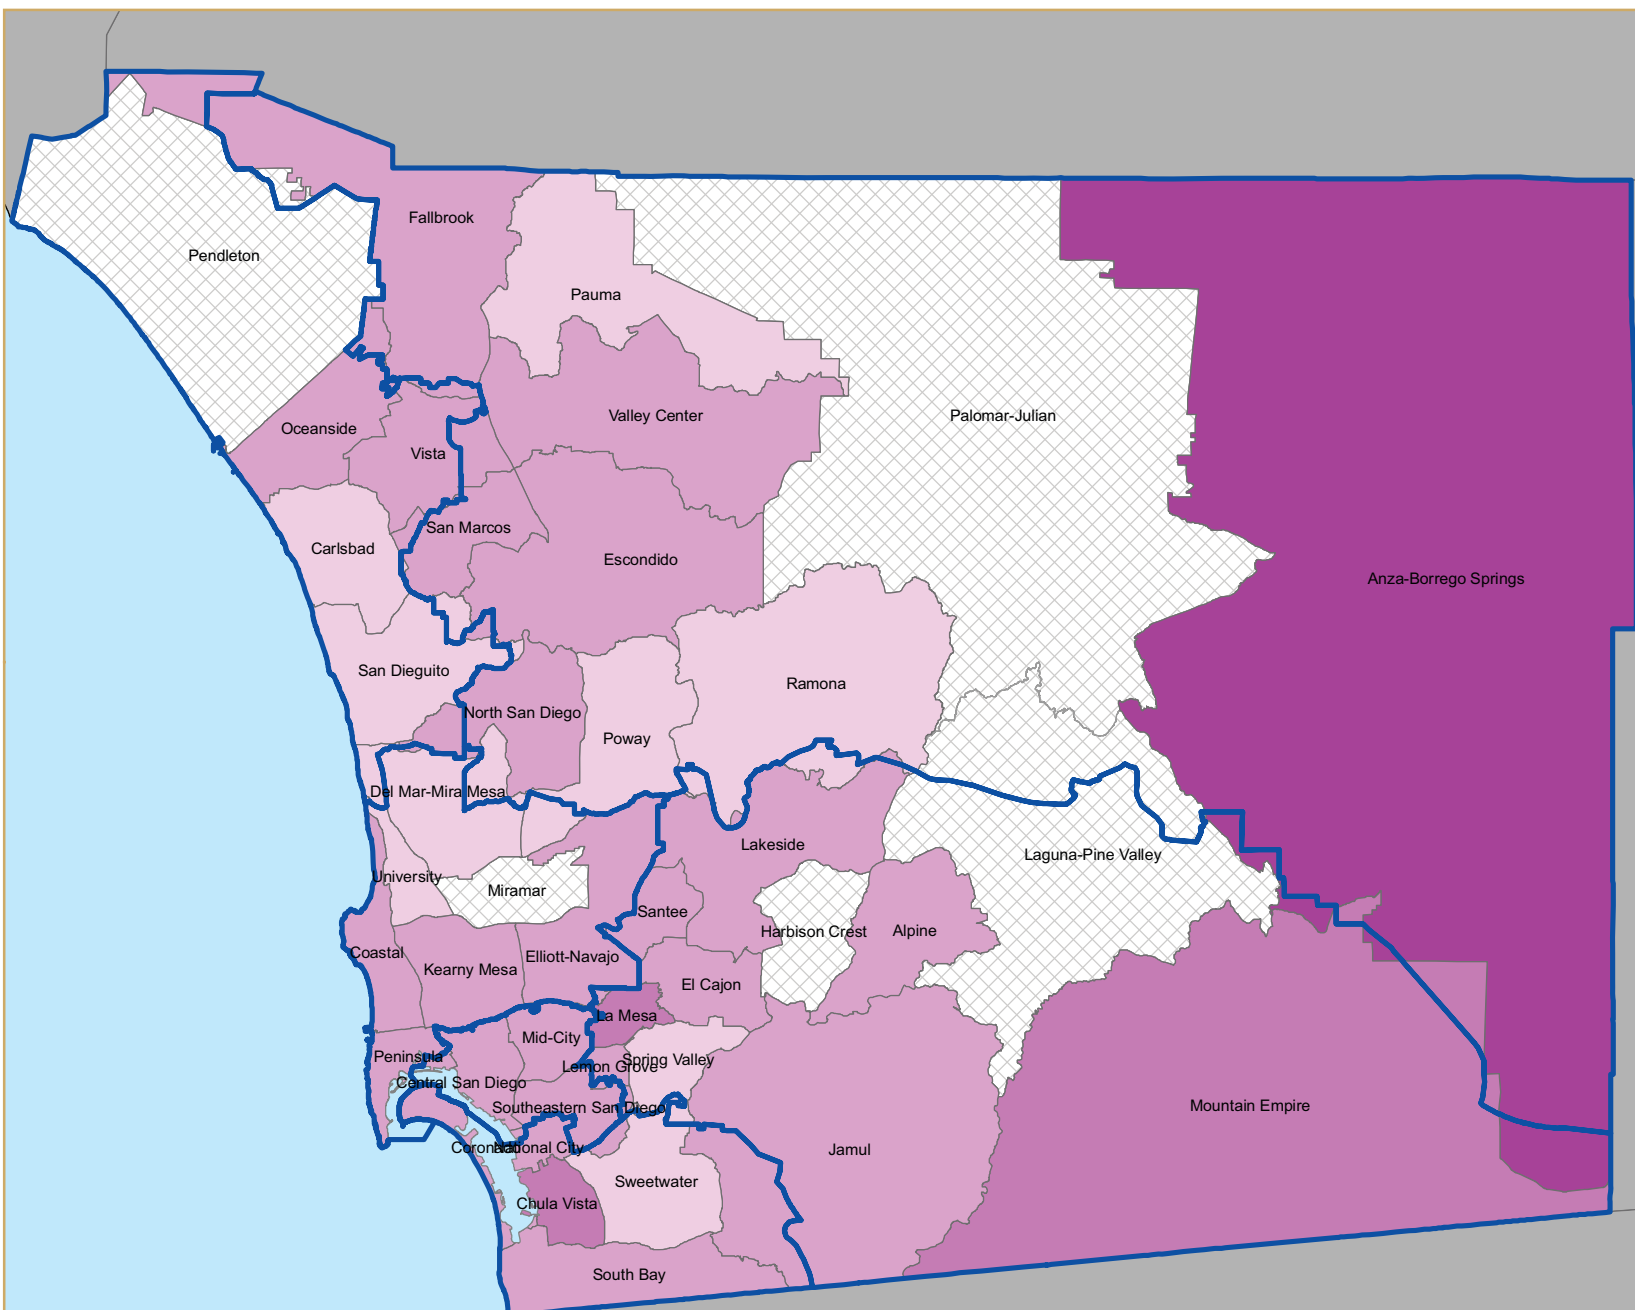 Fallbrook
Pendleton
Pauma
Valley Center
Palomar-Julian
Oceanside
Vista
San Marcos
Carlsbad
Escondido
Anza-Borrego Springs
San Dieguito
Ramona
North San Diego
Poway
Del Mar-Mira Mesa
Lakeside
Laguna-Pine Valley
University
Miramar
Santee
Harbison Crest
Alpine
Coastal
Elliott-Navajo
Kearny Mesa
El Cajon
La Mesa
Mid-City
Peninsula
Spring Valley
Lemon Grove
Central San Diego
Southeastern San Diego
Mountain Empire
Coronado
National City
Jamul
Sweetwater
Chula Vista
South Bay